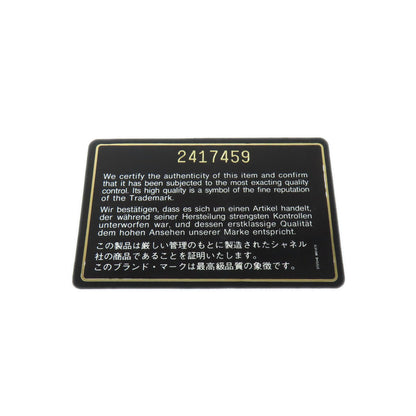 2417459
We certify the authenticity of this item and confirm
that it has been subjected to the most exacting quality
control. Its high quality is a symbol of the fine reputation
of the Trademark.
Wir bestätigen, dass es sich um einen Artikel handelt,
der während seiner Herstellung strengsten Kontrollen
unterworfen war, und dessen erstklassige Qualität
dem hohen Ansehen unserer Marke entspricht.
この製品は厳しい管理のもとに製造されたシャネル
社の商品であることを証明いたします。
このブランド・マークは最高級品質の象徴です。